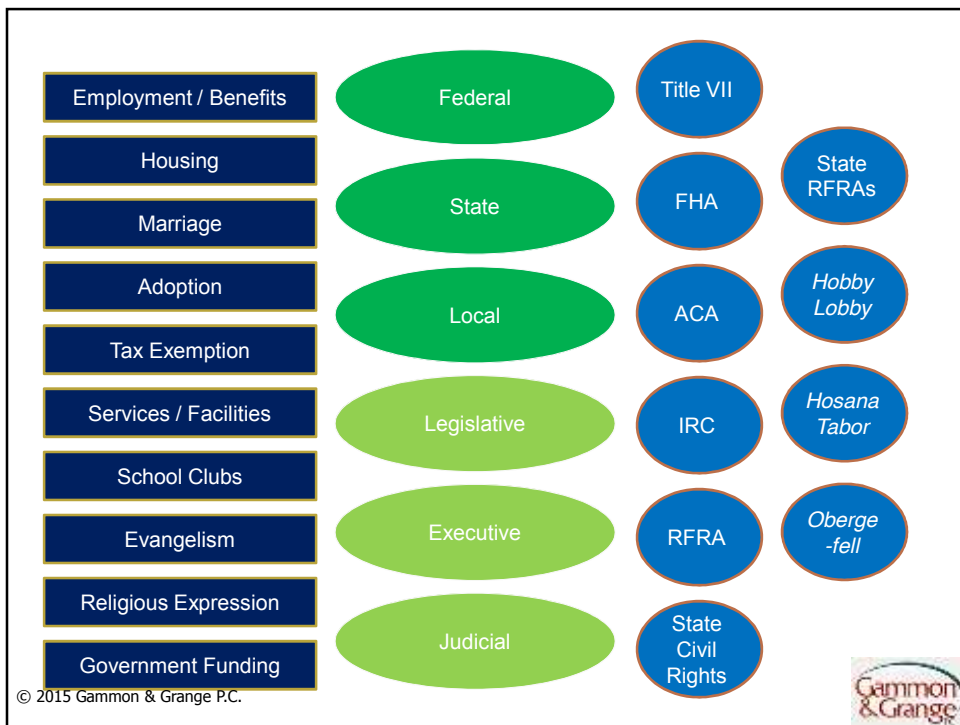 Employment / Benefits
Housing
Marriage
Adoption
Tax Exemption
Services / Facilities
School Clubs
Evangelism
Religious Expression
Government Funding
Federal
State
Local
Legislative
Executive
Judicial
Title VII
FHA
ACA
IRC
RFRA
State
Civil
Rights
State
RFRAs
Hobby
Lobby
Hosana
Tabor
Oberge
-fell
© 2015 Gammon & Grange P.C.
Gammon
& Grange